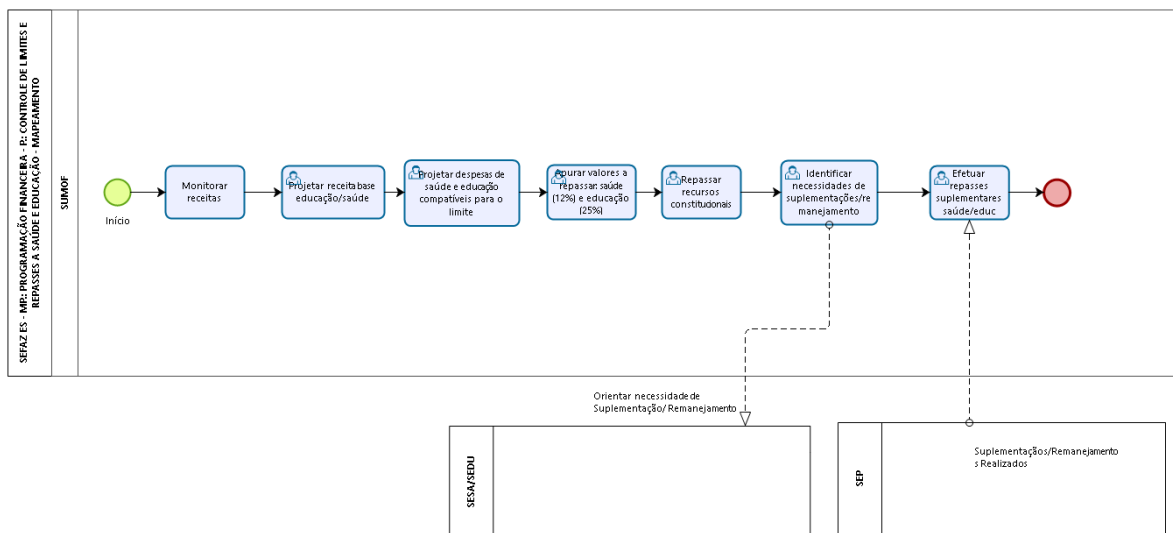 SEFAZ ES - MP.: PROGRAMAÇÃO FINANCEIRA - P.: CONTROLE DE LIMITES E
REPASSES A SAÚDE E EDUCAÇÃO - MAPEAMENTO
SUMOF
Início
Monitorar
receitas
Projetar receita base
educação/saúde
Projetar despesas de
saúde e educação
compatíveis para o
limite
Apurar valores a
repassar: saúde
(12%) e educação
(25%)
Repassar
recursos
constitucionais
Identificar
necessidades de
suplementações/re
manejamento
Efetuar
repasses
suplementares
saúde/educ
Orientar necessidade de
Suplementação/ Remanejamento
SESA/SEDU
SEP
Suplementações/Remanejamento
s Realizados